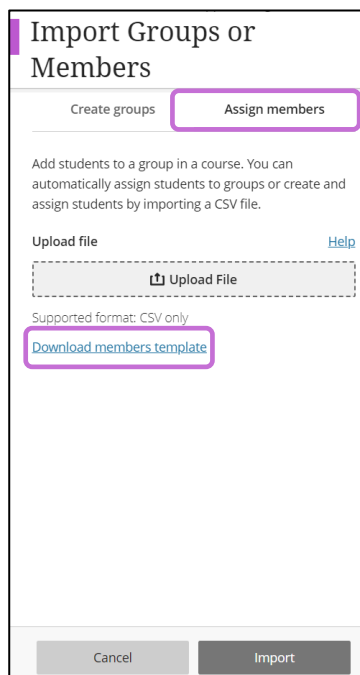 Import Groups or
Members
Create groups
Assign members
Add students to a group in a course. You can
automatically assign students to groups or create and
assign students by importing a CSV file.
Upload file
Help
Upload File
Supported format: CSV only
Download members template
Cancel
Import